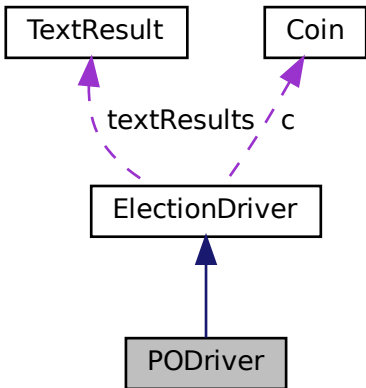 TextResult
Coin
textResults
c
ElectionDriver
PODriver